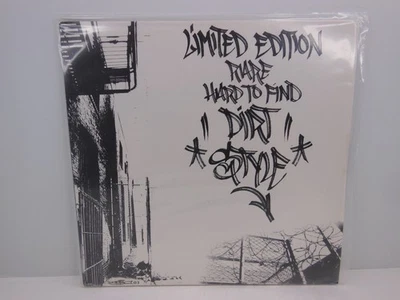 LIMITED EDITION
RARE
HARD TO FIND
"DIRT
*STYLE*